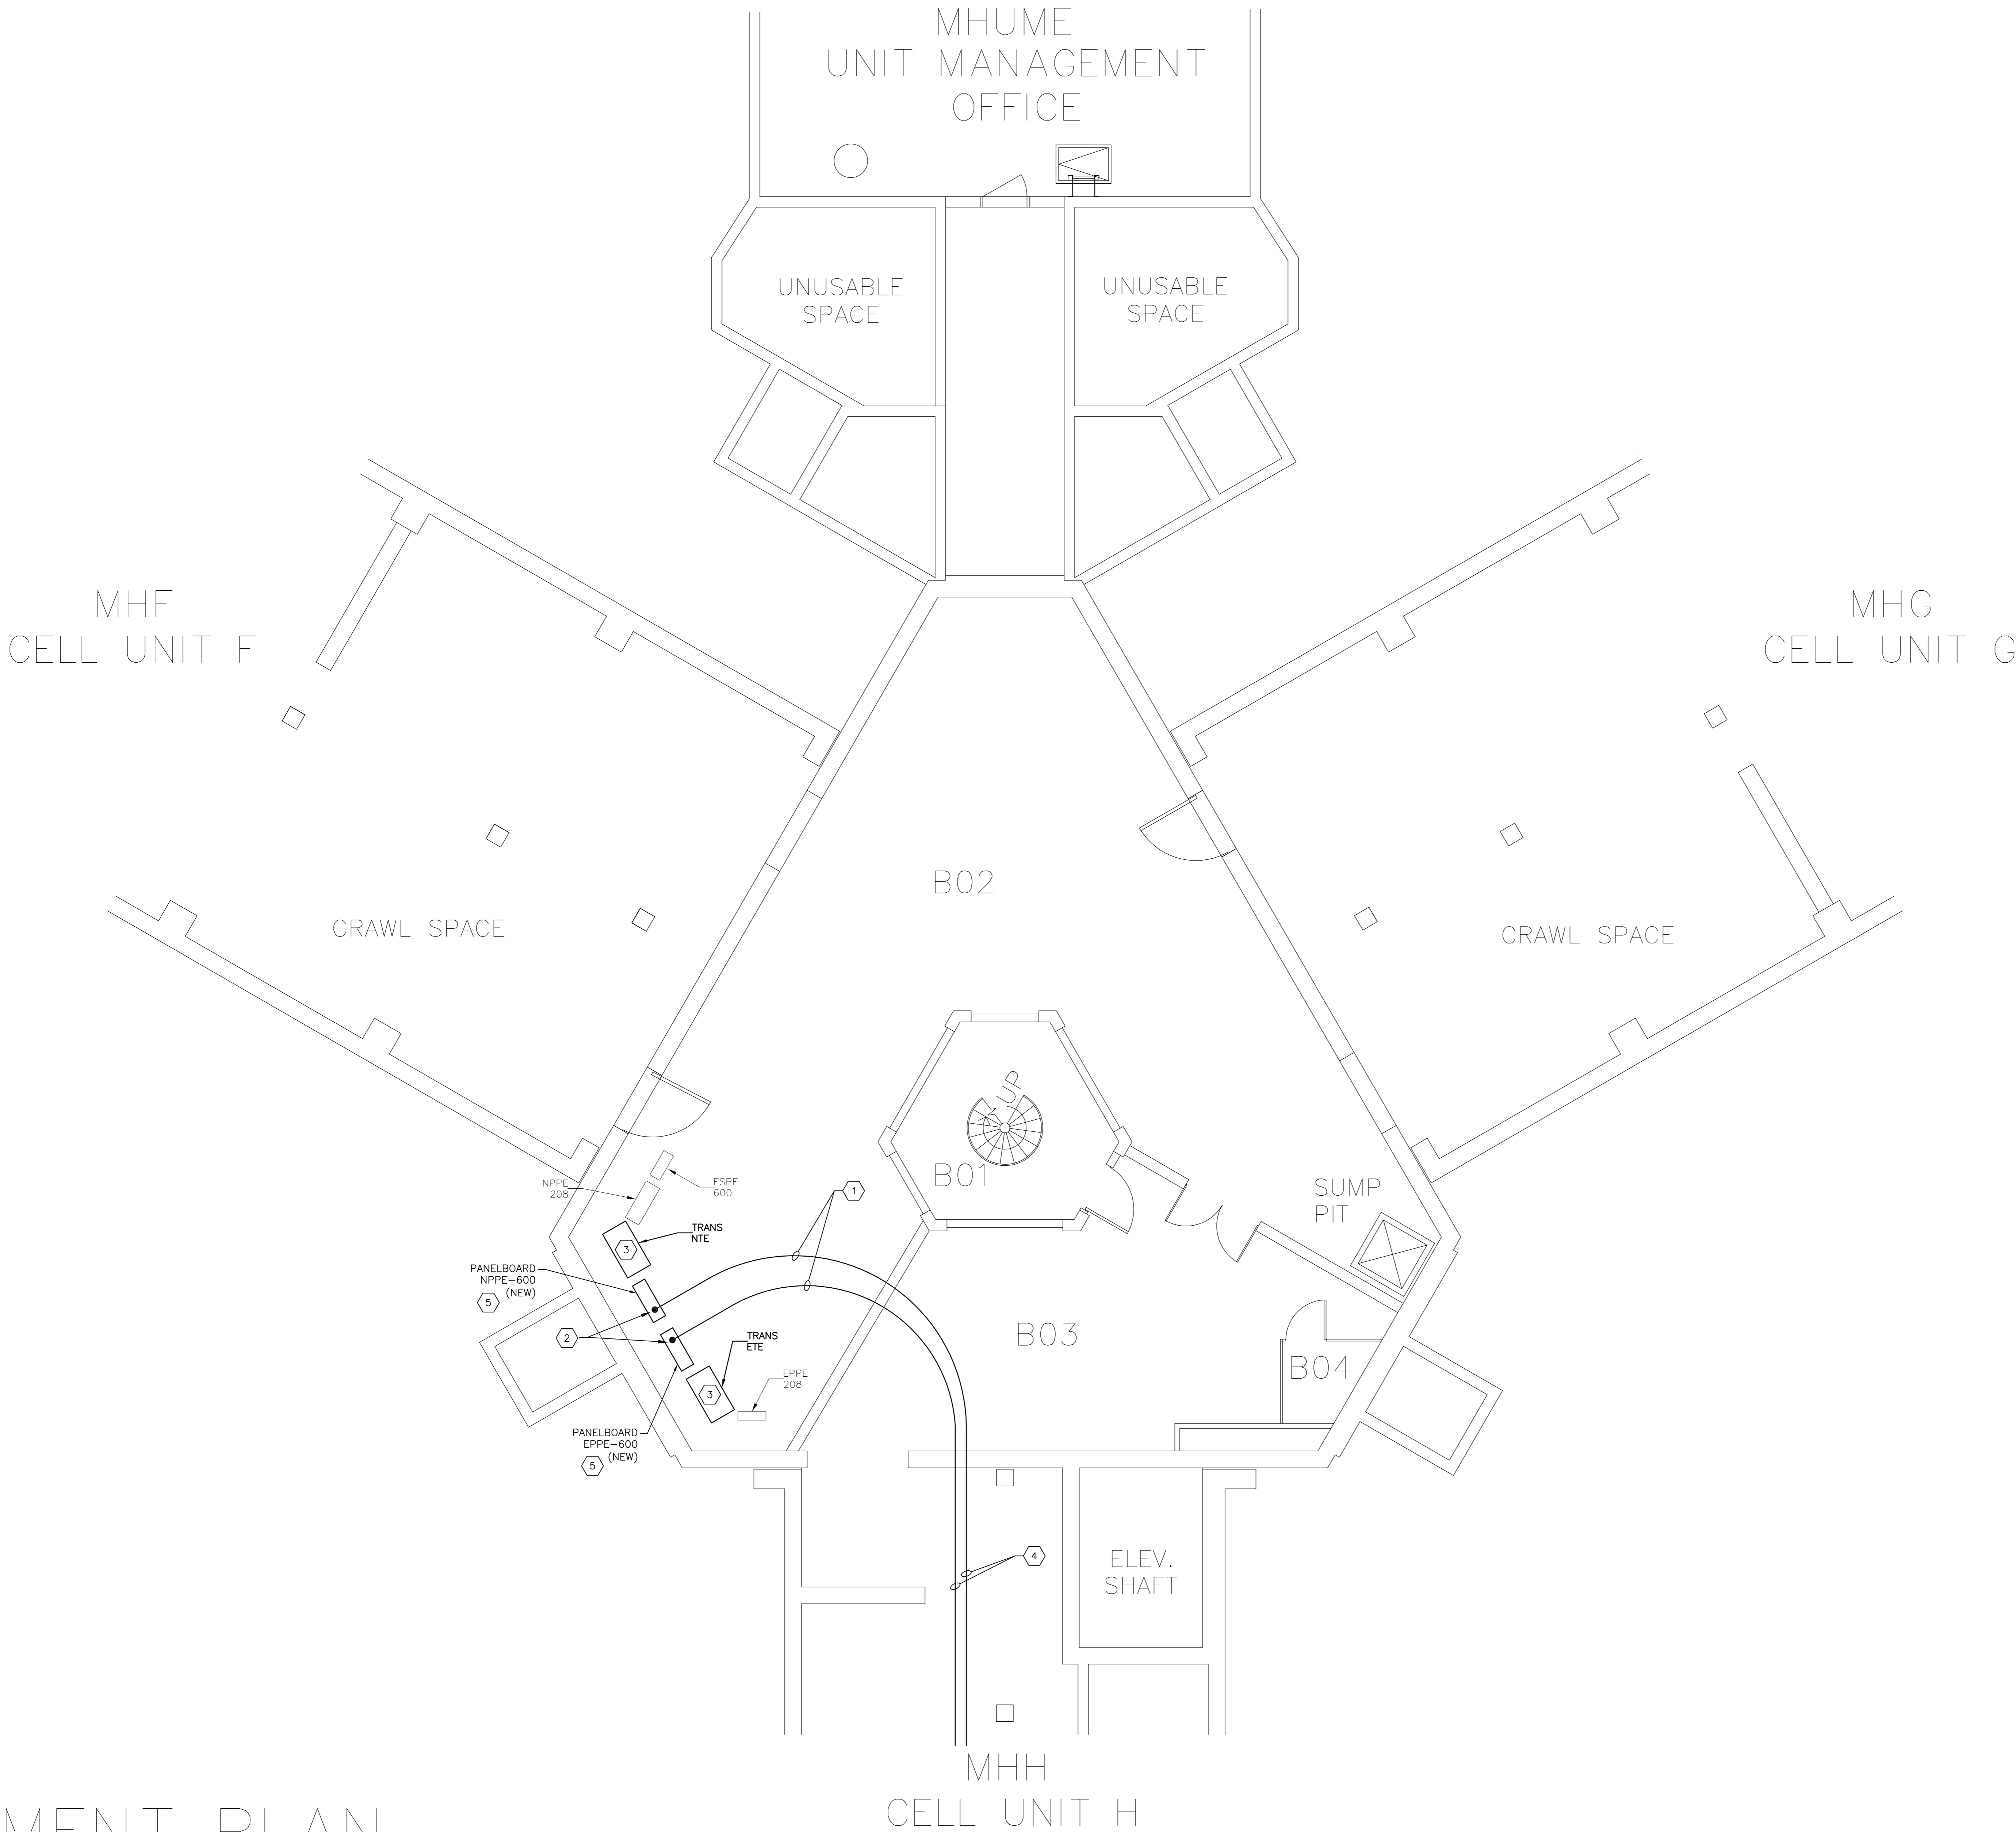 MHUME
UNIT MANAGEMENT
OFFICE
UNUSABLE
SPACE
UNUSABLE
SPACE
MHF
CELL UNIT F
MHG
CELL UNIT G
B02
CRAWL SPACE
CRAWL SPACE
UP
B01
NPPE
208
ESPE
600
1
SUMP
PIT
TRANS
NTE
3
PANELBOARD
NPPE-600
(NEW)
5
2
TRANS
ETE
B03
B04
3
EPPE
208
PANELBOARD
EPPE-600
(NEW)
5
4
ELEV.
SHAFT
MHH
CELL UNIT H
MENT PLAN